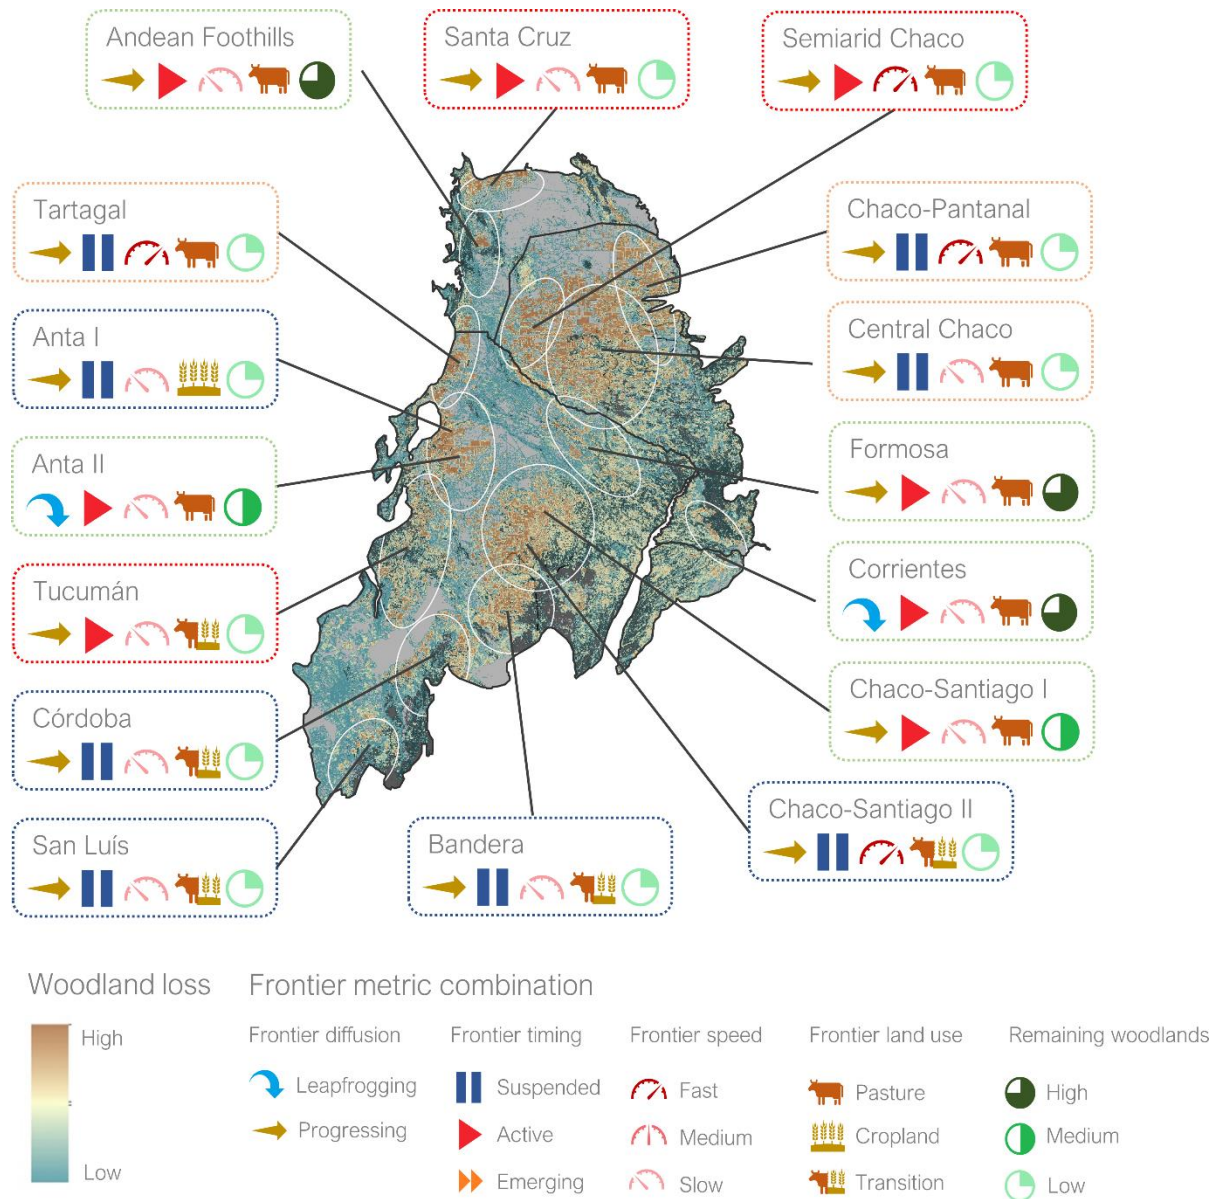 Andean Foothills
Santa Cruz
Semiarid Chaco
Tartagal
Chaco-Pantanal
Anta I
Central Chaco
Anta II
Formosa
Tucumán
Corrientes
Córdoba
Chaco-Santiago I
San Luís
Bandera
Chaco-Santiago II
Woodland loss
High
Low
Frontier metric combination
Frontier diffusion
Leapfrogging
Progressing
Frontier timing
Suspended
Active
Emerging
Frontier speed
Fast
Medium
Slow
Frontier land use
Pasture
Cropland
Transition
Remaining woodlands
High
Medium
Low